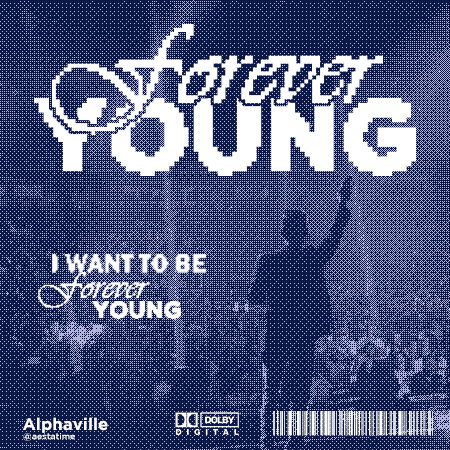 forever
YOUNG
I WANT TO BE
Forever
YOUNG
Alphaville
@aestatime
DOLBY
DIGITAL